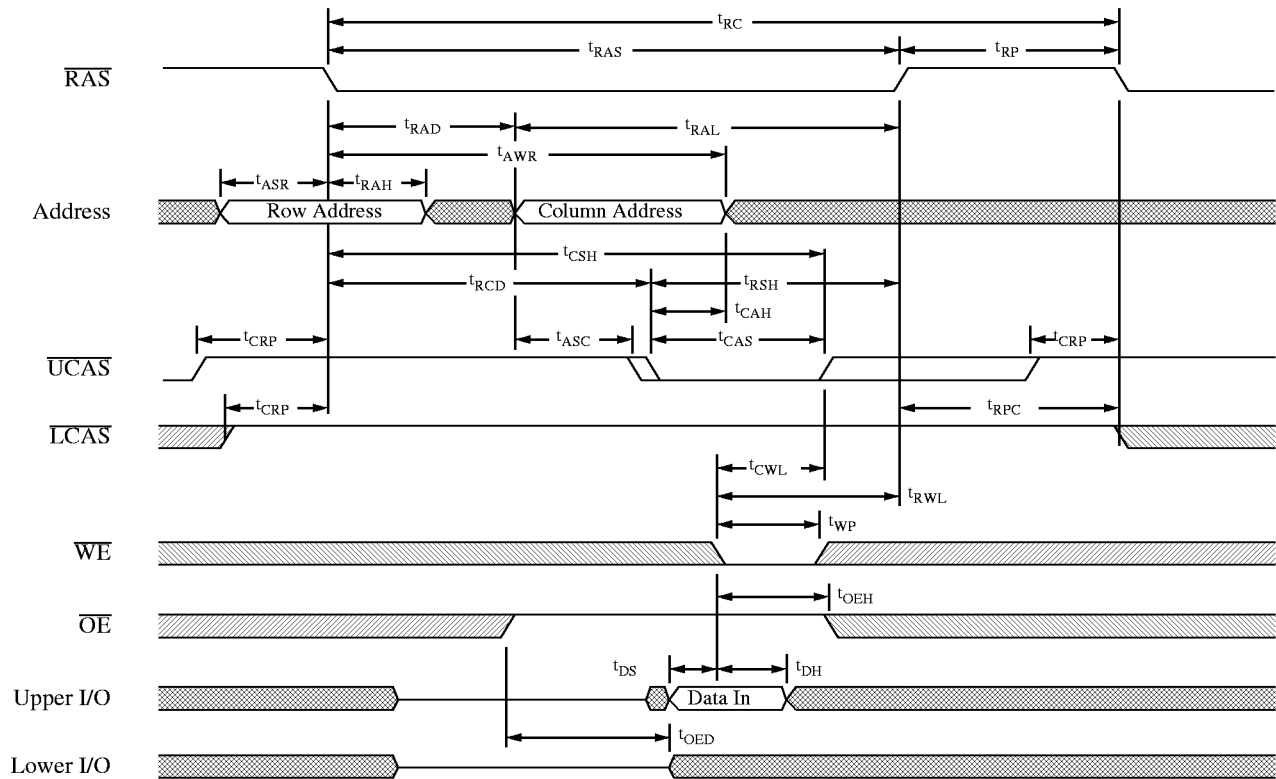 tRC
tRAS tRP
RAS
tRAD tRAL
tAWR
tASR tRAH
Address Row Address Column Address
tCSH
tRCD tRSH
tCAH
tCRP tASC tCAS tCRP
UCAS
tCRP tRPC
LCAS
tCWL
tRWL
tWP
WE
tOEH
OE
tDS tDH
Upper I/O Data In
tOED
Lower I/O